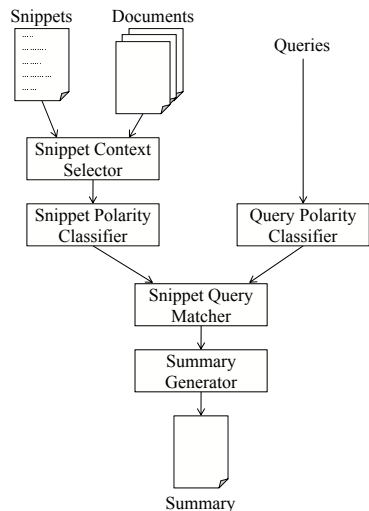 Snippets
Documents
Queries
Snippet Context
Selector
Snippet Polarity
Classifier
Query Polarity
Classifier
Snippet Query
Matcher
Summary
Generator
Summary